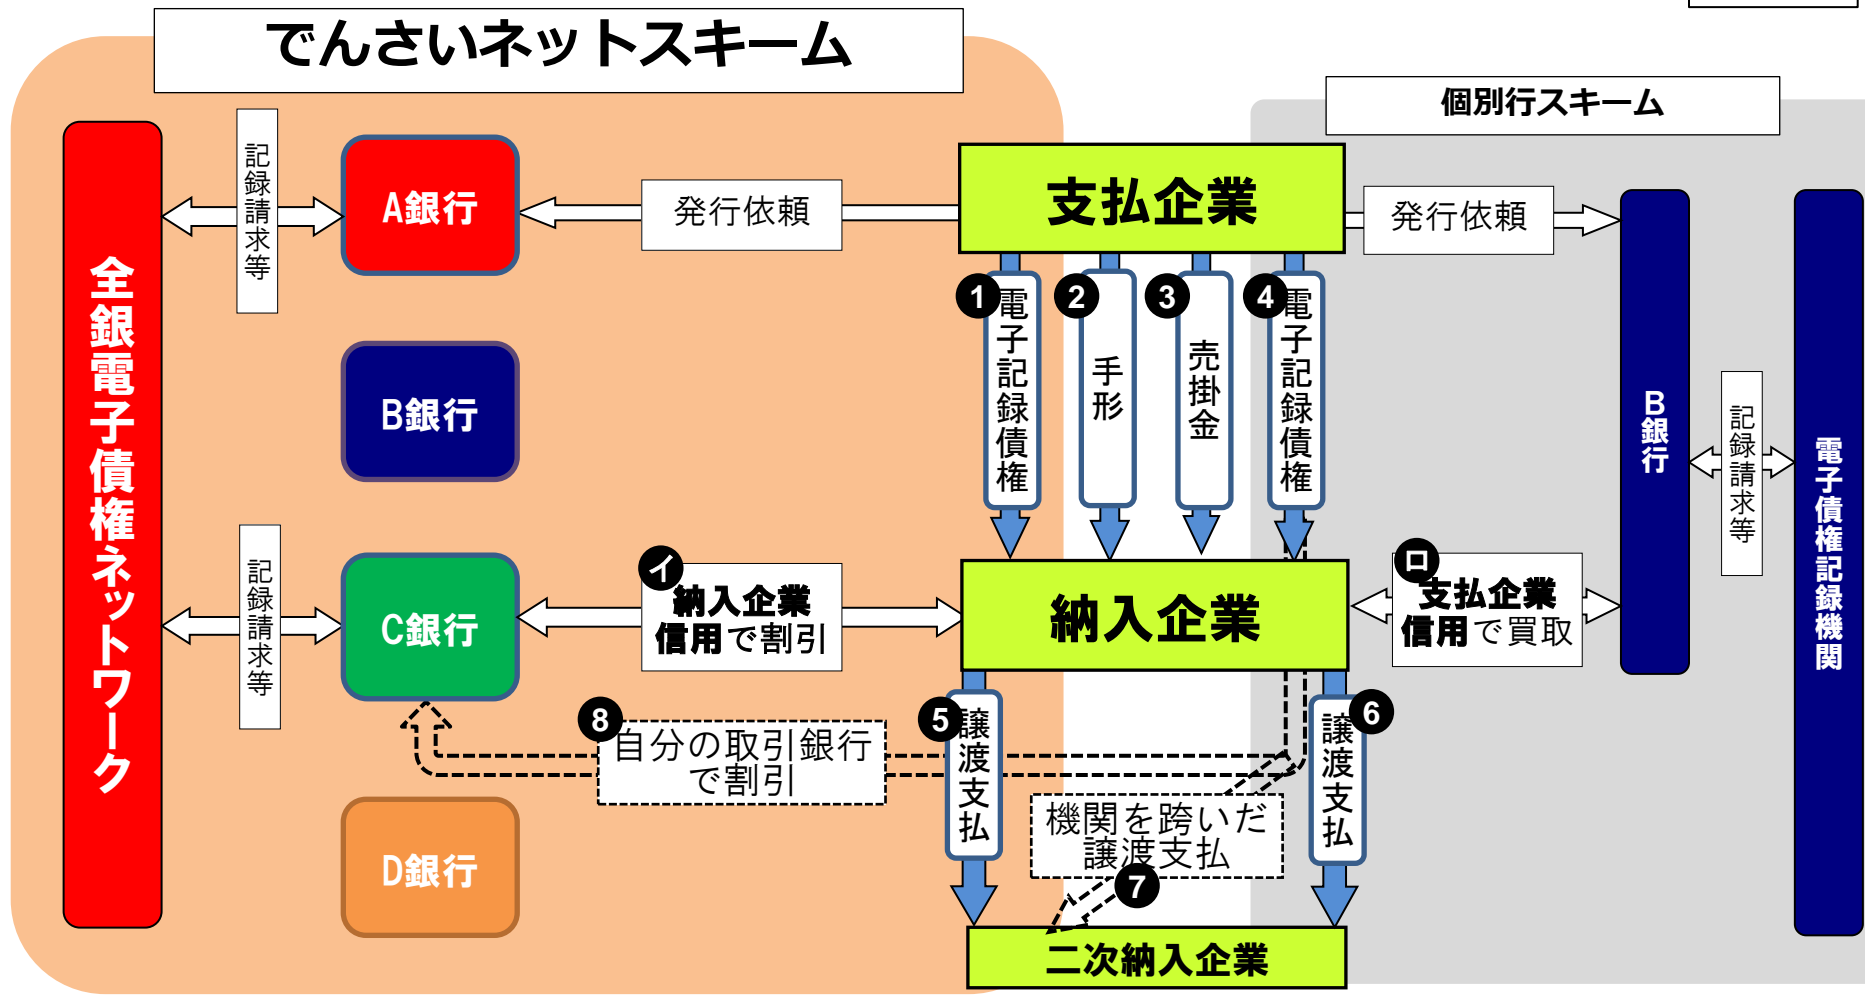 でんさいネットスキーム
個別行スキーム
全銀電子債権ネットワーク
記録請求等
A銀行
発行依頼
支払企業
発行依頼
B銀行
記録請求等
電子債権記録機関
1
電子記録債権
2
手形
3
売掛金
4
電子記録債権
B銀行
記録請求等
C銀行
イ
納入企業
信用で割引
納入企業
ロ
支払企業
信用で買取
8
自分の取引銀行
で割引
5
譲渡支払
6
譲渡支払
機関を跨いだ
譲渡支払
7
D銀行
二次納入企業